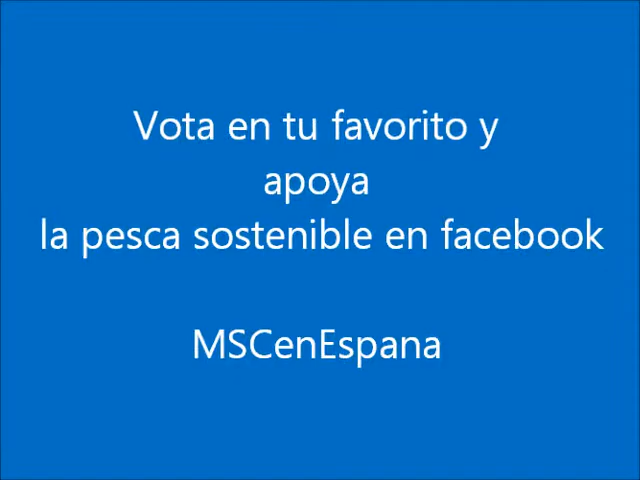 Vota en tu favorito y
apoya
la pesca sostenible en facebook
MSCenEspana